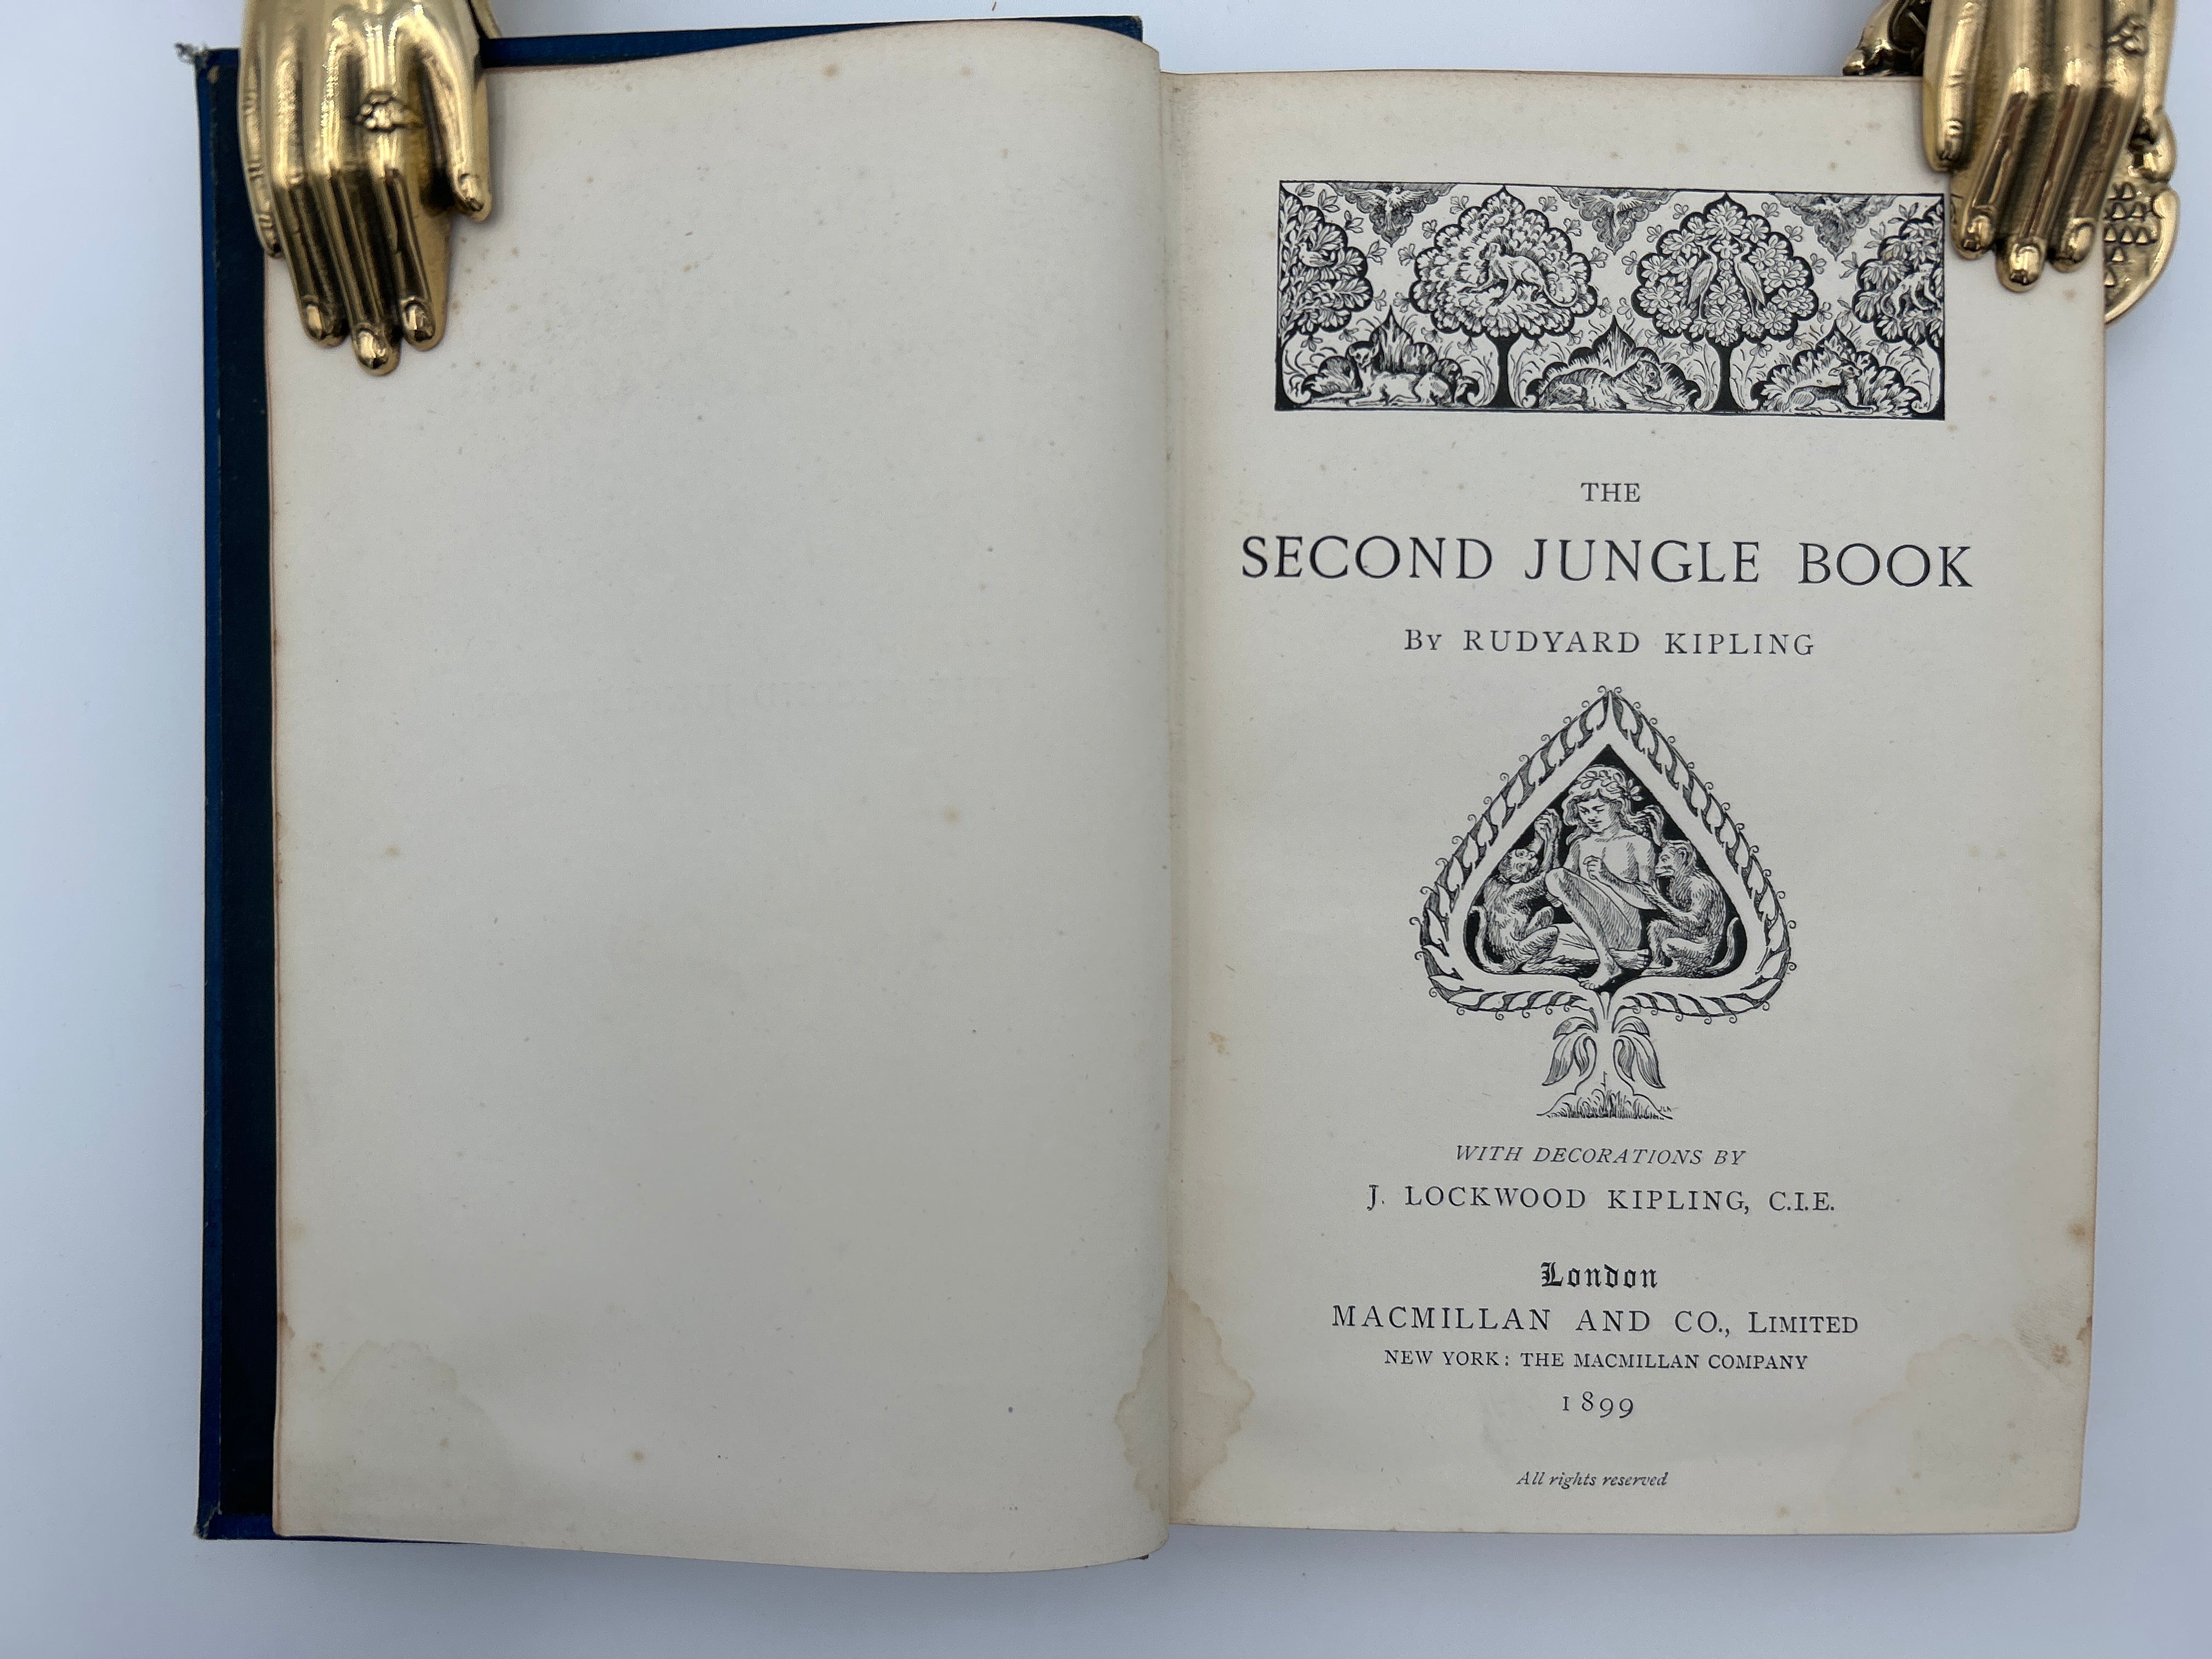 THE
SECOND JUNGLE BOOK
By RUDYARD KIPLING
WITH DECORATIONS BY
J. LOCKWOOD KIPLING, C.I.E.
London
MACMILLAN AND CO., LIMITED
NEW YORK: THE MACMILLAN COMPANY
1899
All rights reserved